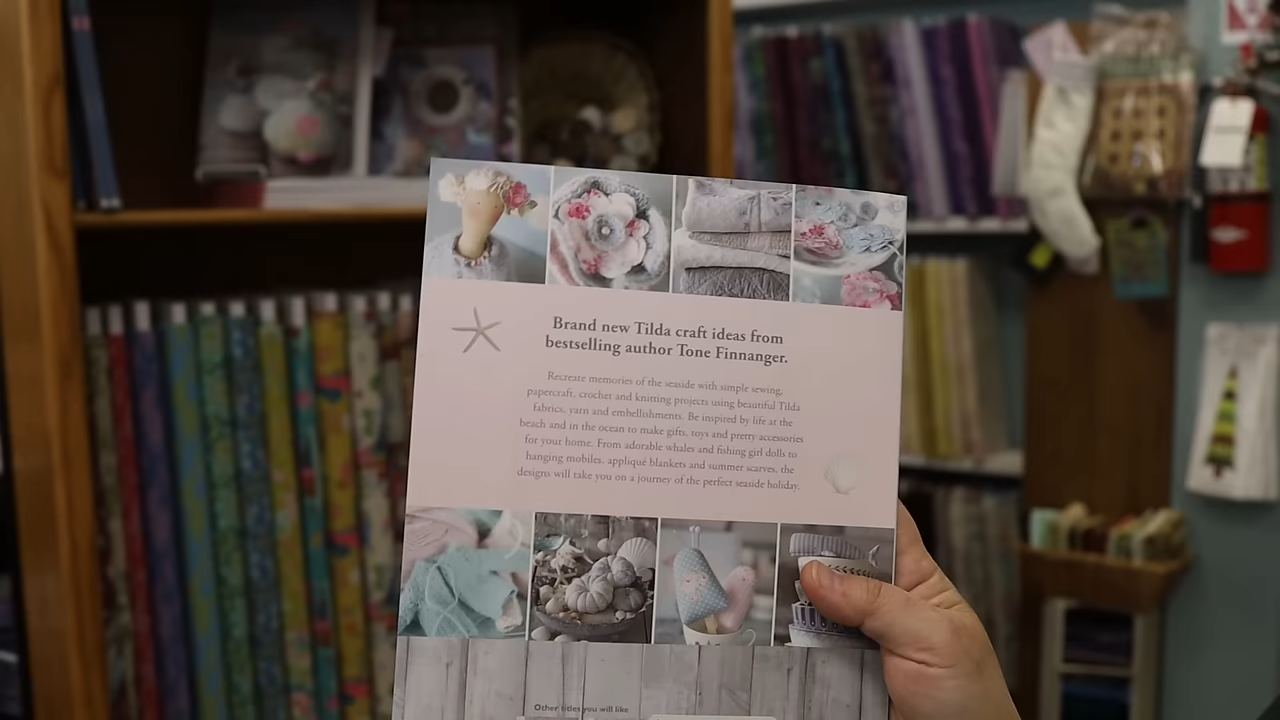 Brand new Tilda craft ideas from
bestselling author Tone Finnanger.
Recreate memories of the seaside with simple sewing,
papercraft, crochet and knitting projects using beautiful Tilda
fabrics, yarn and embellishments. Be inspired by life at the
beach and in the ocean to make gifts, toys and pretty accessories
for your home. From adorable whales and fishing girl dolls to
hanging mobiles, appliqué blankets and summer scarves, the
designs will take you on a journey of the perfect seaside holiday.
Other titles you will like